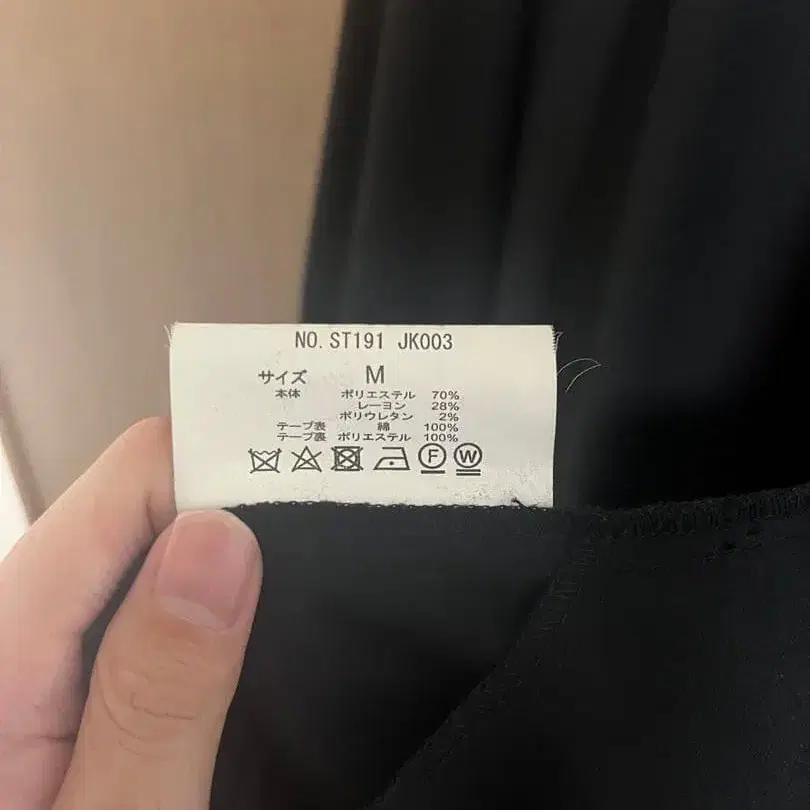 NO. ST191 JK003
サイズ M
本体 ポリエステル 70%
レーヨン 28%
ポリウレタン 2%
テープ表 綿 100%
テープ裏 ポリエステル 100%
F W